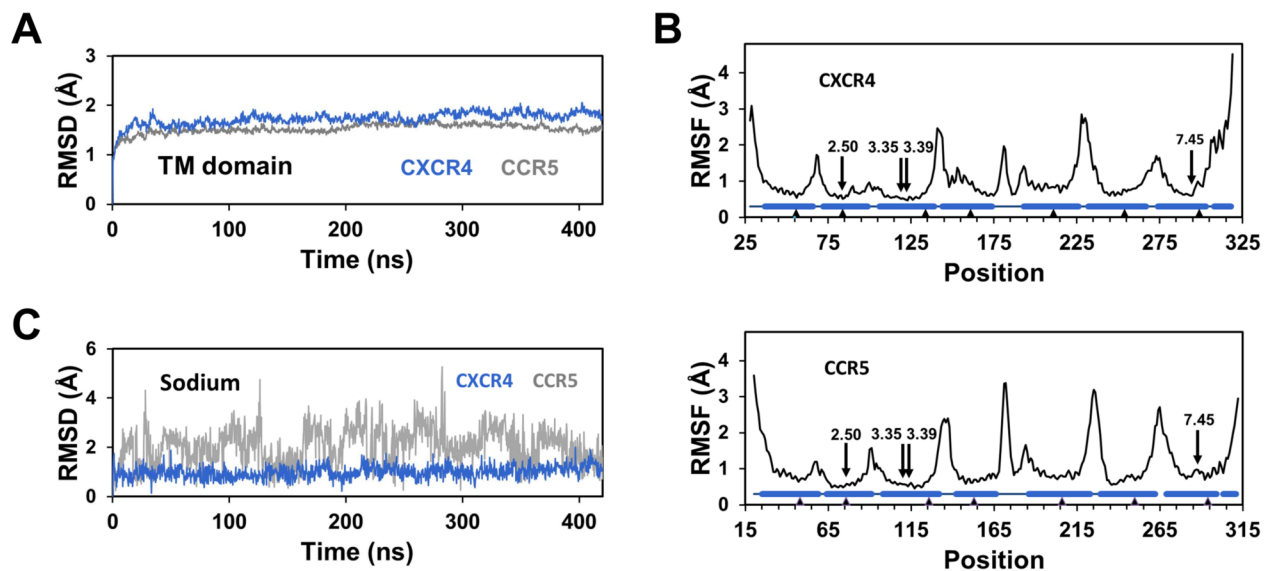 A
RMSD (Å)
3
2
1
0
TM domain
CXCR4 CCR5
0 100 200 300 400
Time (ns)
B
RMSF (Å)
4
3
2
1
0
CXCR4
2.50 3.35 3.39 7.45
25 75 125 175 225 275 325
Position
C
RMSD (Å)
6
4
2
0
Sodium
CXCR4 CCR5
0 100 200 300 400
Time (ns)
RMSF (Å)
4
3
2
1
0
CCR5
2.50 3.35 3.39 7.45
15 65 115 165 215 265 315
Position